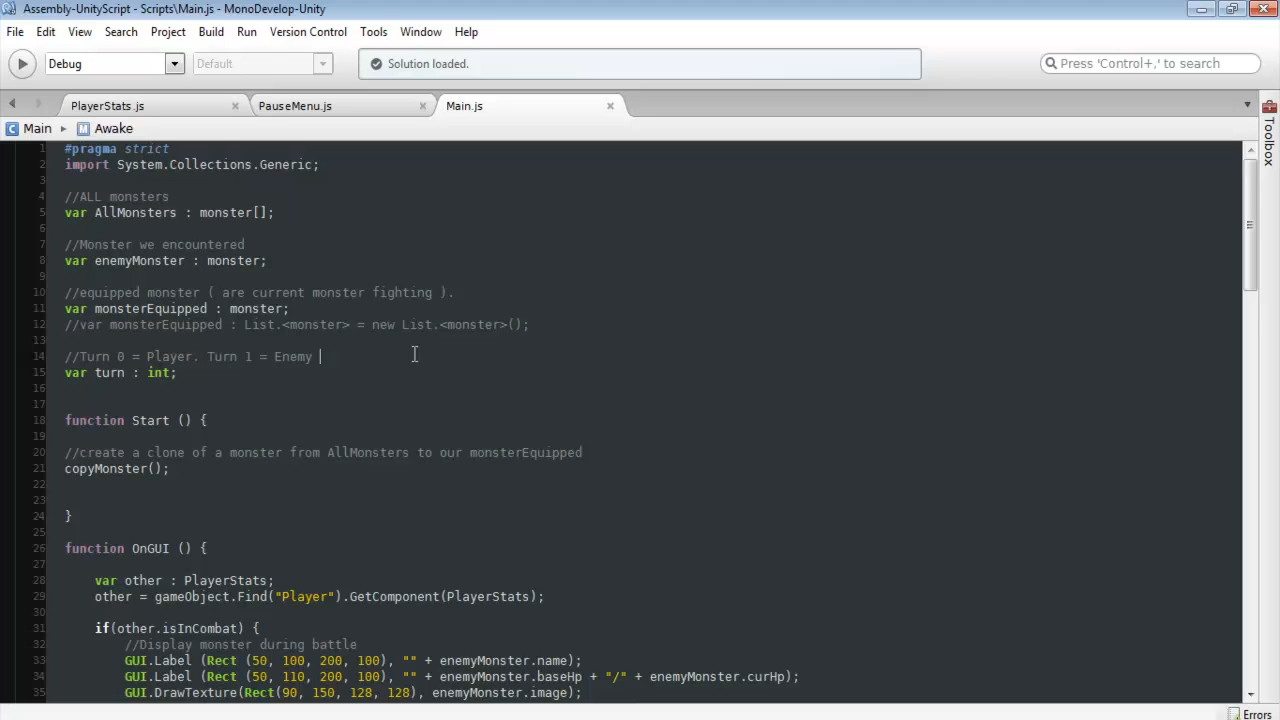 Assembly-UnityScript - Scripts\Main.js - MonoDevelop-Unity
File Edit View Search Project Build Run Version Control Tools Window Help
Debug Default Solution loaded. Press 'Control+,' to search
PlayerStats.js PauseMenu.js Main.js
C Main M Awake
Toolbox
1 #pragma strict
2 import System.Collections.Generic;
3
4 //ALL monsters
5 var AllMonsters : monster[];
6
7 //Monster we encountered
8 var enemyMonster : monster;
9
10 //equipped monster ( are current monster fighting ).
11 var monsterEquipped : monster;
12 //var monsterEquipped : List.<monster> = new List.<monster>();
13
14 //Turn 0 = Player. Turn 1 = Enemy
15 var turn : int;
16
17
18 function Start () {
19
20 //create a clone of a monster from AllMonsters to our monsterEquipped
21 copyMonster();
22
23
24 }
25
26 function OnGUI () {
27
28 var other : PlayerStats;
29 other = gameObject.Find("Player").GetComponent(PlayerStats);
30
31 if(other.isInCombat) {
32 //Display monster during battle
33 GUI.Label (Rect (50, 100, 200, 100), "" + enemyMonster.name);
34 GUI.Label (Rect (50, 110, 200, 100), "" + enemyMonster.baseHp + "/" + enemyMonster.curHp);
35 GUI.DrawTexture(Rect(90, 150, 128, 128), enemyMonster.image);
Errors